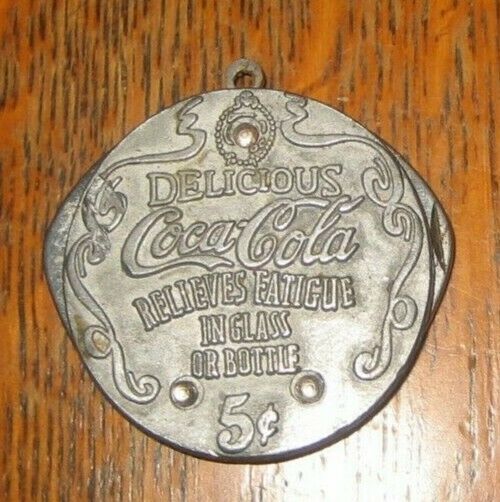 DELICIOUS
Coca-Cola
RELIEVES FATIGUE
IN GLASS
OR BOTTLE
5¢